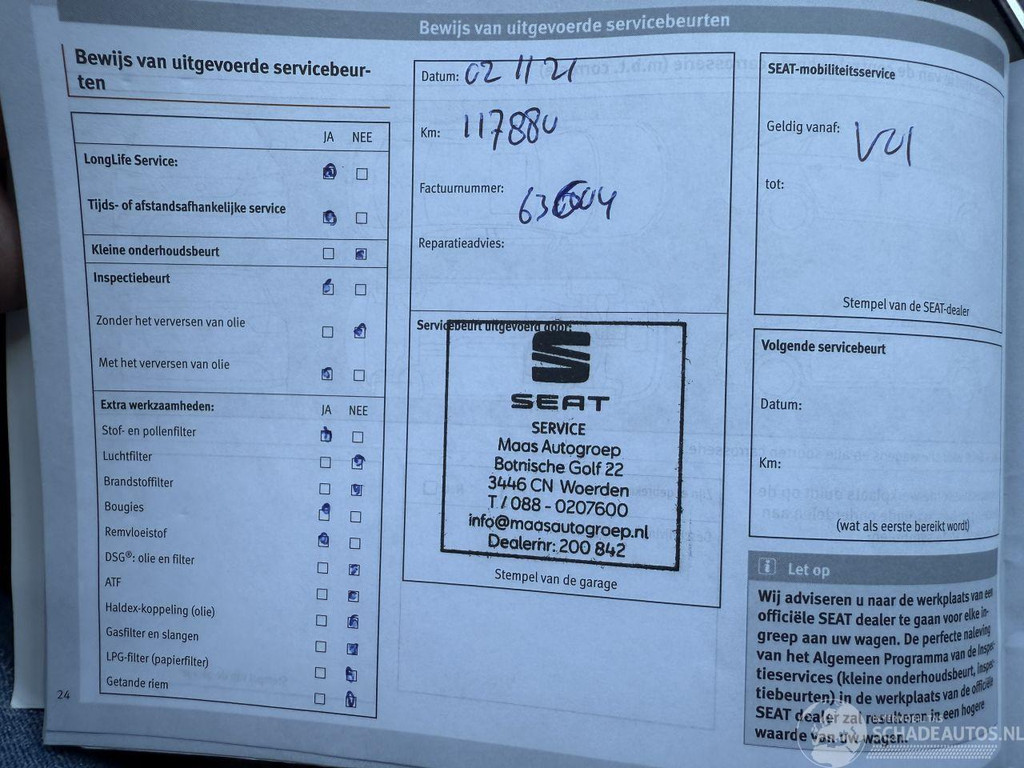 Bewijs van uitgevoerde servicebeurten
Bewijs van uitgevoerde servicebeur-
ten
JA NEE
LongLife Service:
Tijds- of afstandsafhankelijke service
Kleine onderhoudsbeurt
Inspectiebeurt
Zonder het verversen van olie
Met het verversen van olie
Extra werkzaamheden: JA NEE
Stof- en pollenfilter
Luchtfilter
Brandstoffilter
Bougies
Remvloeistof
DSG®: olie en filter
ATF
Haldex-koppeling (olie)
Gasfilter en slangen
LPG-filter (papierfilter)
Getande riem
24
Datum: 02 11 21
Km: 117880
Factuurnummer: 63604
Reparatieadvies:
Servicebeurt uitgevoerd door:
SEAT
SERVICE
Maas Autogroep
Botnische Golf 22
3446 CN Woerden
T / 088 - 0207600
info@maasautogroep.nl
Dealernr: 200 842
Stempel van de garage
SEAT-mobiliteitsservice
Geldig vanaf:
tot:
Stempel van de SEAT-dealer
Volgende servicebeurt
Datum:
Km:
(wat als eerste bereikt wordt)
i Let op
Wij adviseren u naar de werkplaats van een
officiële SEAT dealer te gaan voor elke in-
greep aan uw wagen. De perfecte naleving
van het Algemeen Programma van de Inspec-
tieservices (kleine onderhoudsbeurt, inspec-
tiebeurten) in de werkplaats van de officiële
SEAT dealer zal resulteren in een hogere
waarde van uw wagen.
SCHADEAUTOS.NL